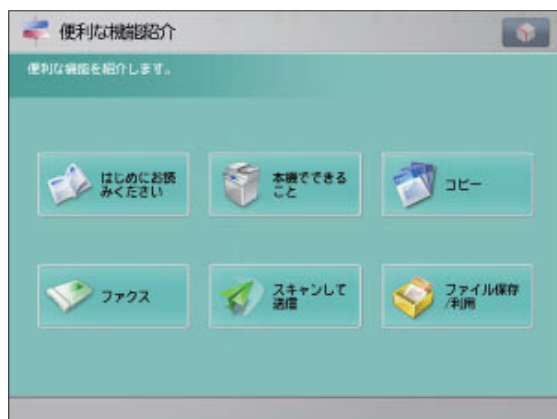 便利な機能紹介
便利な機能を紹介します。
はじめにお読
みください
本機でできる
こと
コピー
ファクス
スキャンして
送信
ファイル保存
/利用